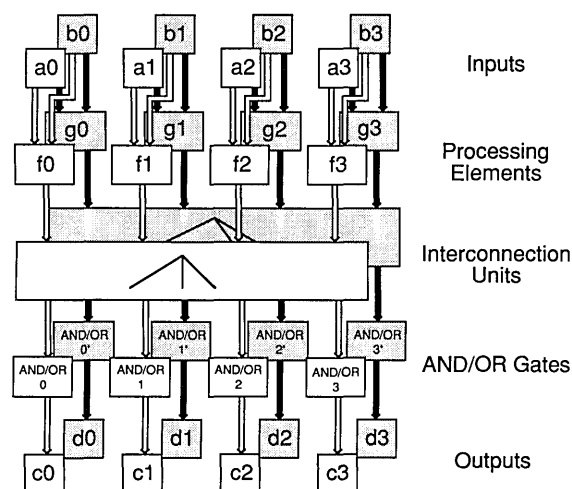 b0 b1 b2 b3
a0 a1 a2 a3
Inputs
g0 g1 g2 g3
f0 f1 f2 f3
Processing
Elements
Interconnection
Units
AND/OR 0' AND/OR 1' AND/OR 2' AND/OR 3'
AND/OR 0 AND/OR 1 AND/OR 2 AND/OR 3
AND/OR Gates
d0 d1 d2 d3
c0 c1 c2 c3
Outputs